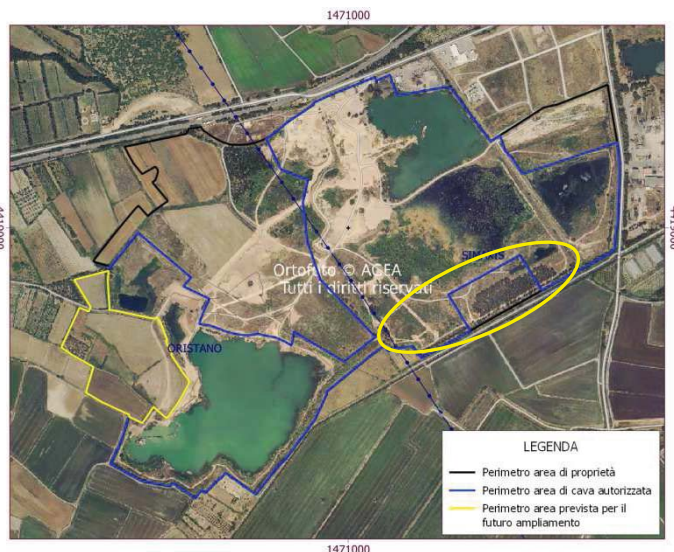 1471000
Ortofoto © AGEA
Tutti i diritti riservati
ORISTANO
LEGENDA
Perimetro area di proprietà
Perimetro area di cava autorizzata
Perimetro area prevista per il
futuro ampliamento
1471000